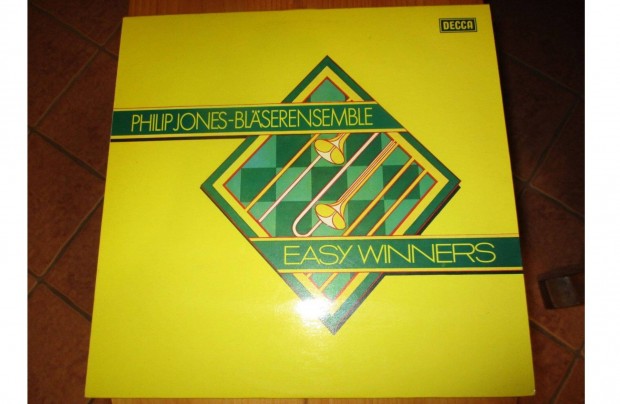 DECCA
PHILIP JONES-BLÄSERENSEMBLE
EASY WINNERS